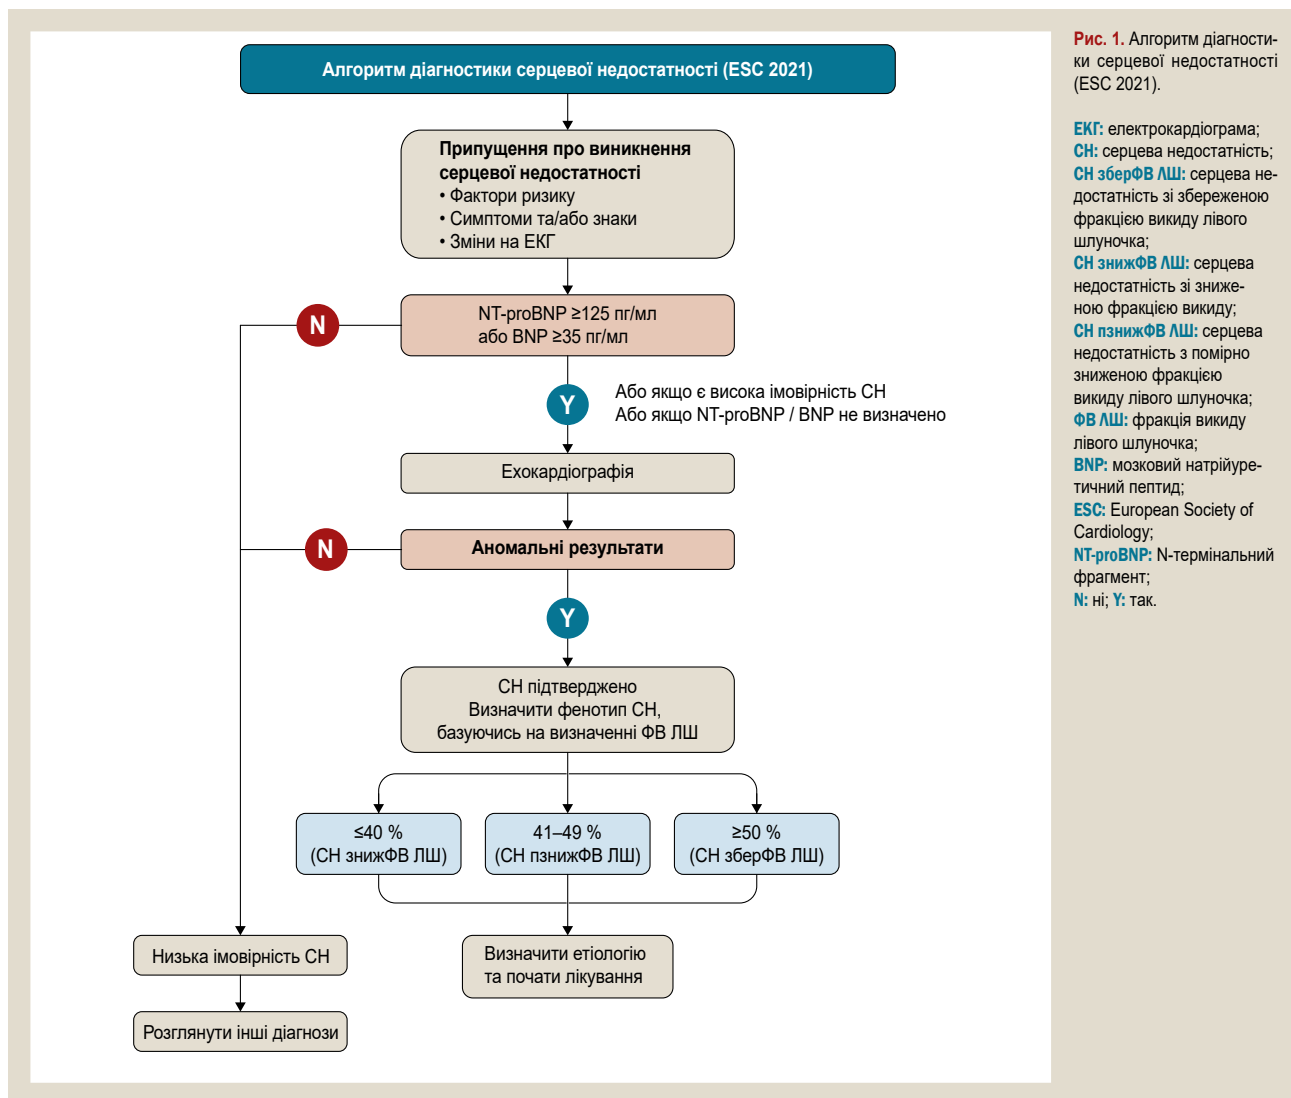 Алгоритм діагностики серцевої недостатності (ESC 2021)
Припущення про виникнення
серцевої недостатності
• Фактори ризику
• Симптоми та/або знаки
• Зміни на ЕКГ
N
NT-proBNP ≥125 пг/мл
або BNP ≥35 пг/мл
Y
Або якщо є висока імовірність СН
Або якщо NT-proBNP / BNP не визначено
Ехокардіографія
N
Аномальні результати
Y
СН підтверджено
Визначити фенотип СН,
базуючись на визначенні ФВ ЛШ
≤40 %
(СН знижФВ ЛШ)
41–49 %
(СН пзнижФВ ЛШ)
≥50 %
(СН зберФВ ЛШ)
Низька імовірність СН
Визначити етіологію
та почати лікування
Розглянути інші діагнози
Рис. 1. Алгоритм діагности-
ки серцевої недостатності
(ESC 2021).
ЕКГ: електрокардіограма;
СН: серцева недостатність;
СН зберФВ ЛШ: серцева не-
достатність зі збереженою
фракцією викиду лівого
шлуночка;
СН знижФВ ЛШ: серцева
недостатність зі зниже-
ною фракцією викиду;
СН пзнижФВ ЛШ: серцева
недостатність з помірно
зниженою фракцією
викиду лівого шлуночка;
ФВ ЛШ: фракція викиду
лівого шлуночка;
BNP: мозковий натрійуре-
тичний пептид;
ESC: European Society of
Cardiology;
NT-proBNP: N-термінальний
фрагмент;
N: ні; Y: так.